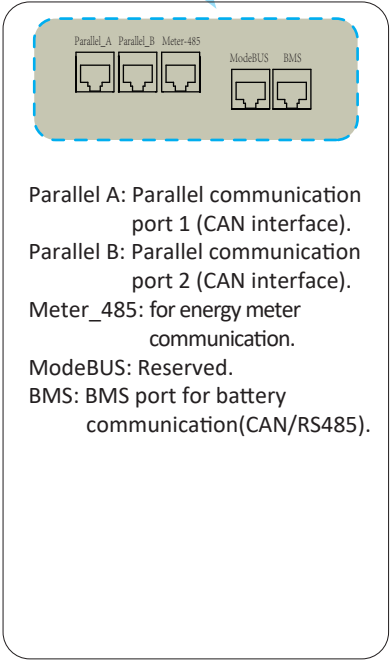 Parallel_A Parallel_B Meter-485
ModeBUS BMS
Parallel A: Parallel communication
port 1 (CAN interface).
Parallel B: Parallel communication
port 2 (CAN interface).
Meter_485: for energy meter
communication.
ModeBUS: Reserved.
BMS: BMS port for battery
communication(CAN/RS485).